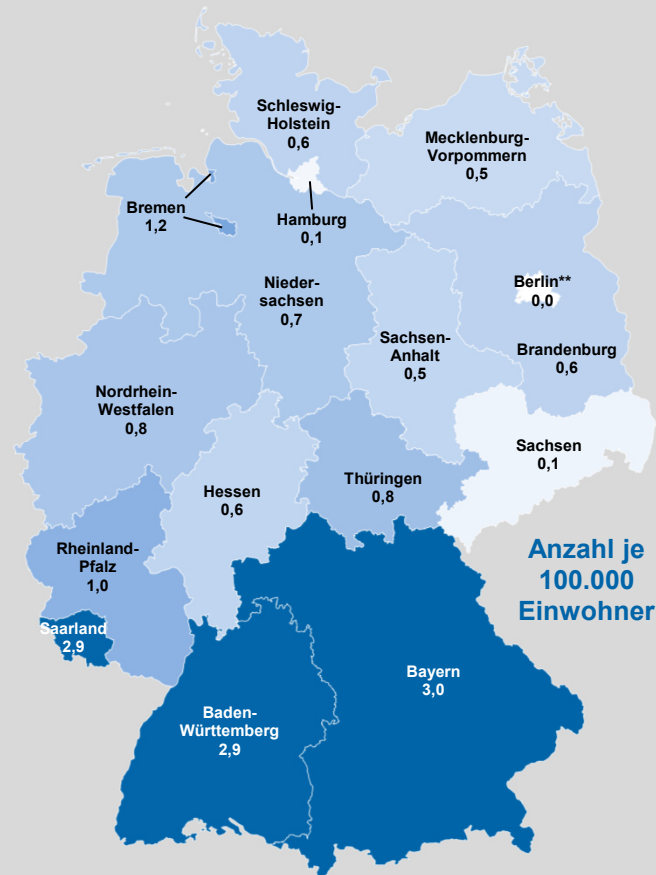 Schleswig-
Holstein
0,6
Mecklenburg-
Vorpommern
0,5
Bremen
1,2
Hamburg
0,1
Nieder-
sachsen
0,7
Berlin**
0,0
Sachsen-
Anhalt
0,5
Brandenburg
0,6
Nordrhein-
Westfalen
0,8
Sachsen
0,1
Hessen
0,6
Thüringen
0,8
Rheinland-
Pfalz
1,0
Anzahl je
100.000
Einwohner
Saarland
2,9
Bayern
3,0
Baden-
Württemberg
2,9